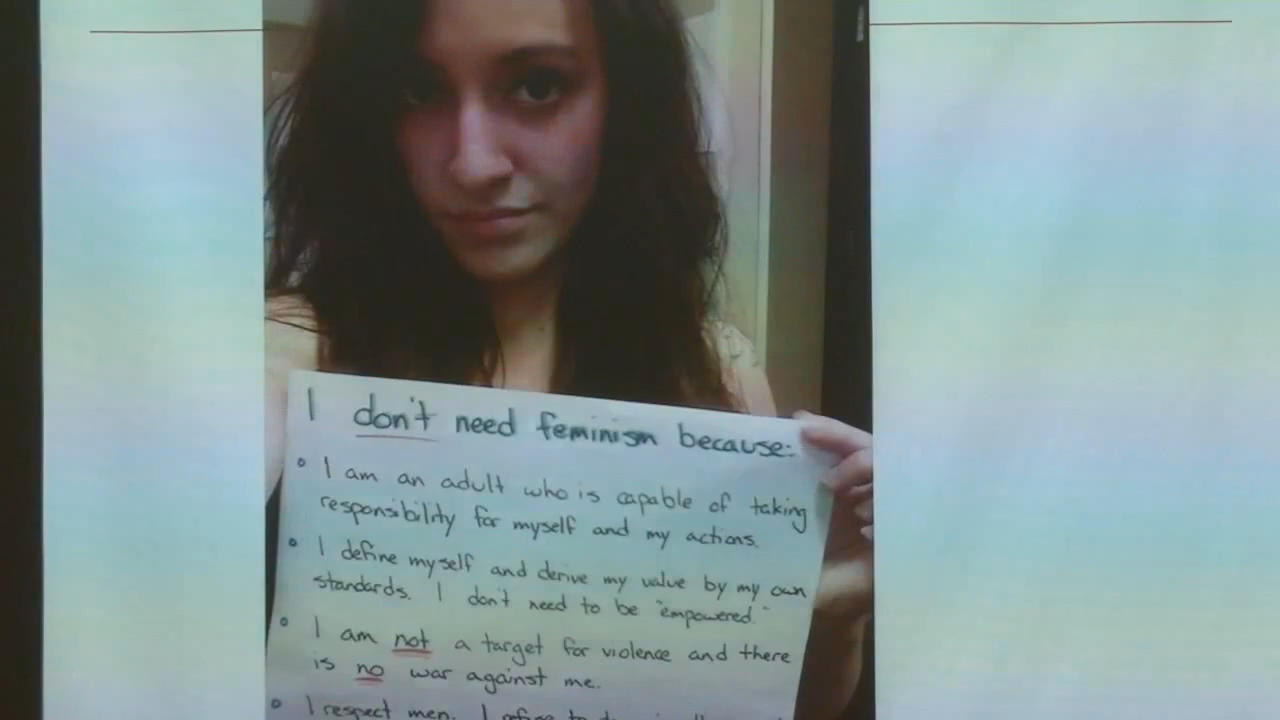 I don't need feminism because:
I am an adult who is capable of taking
responsibility for myself and my actions.
I define myself and derive my value by my own
standards. I don't need to be "empowered."
I am not a target for violence and there
is no war against me.
I respect men. I refuse to